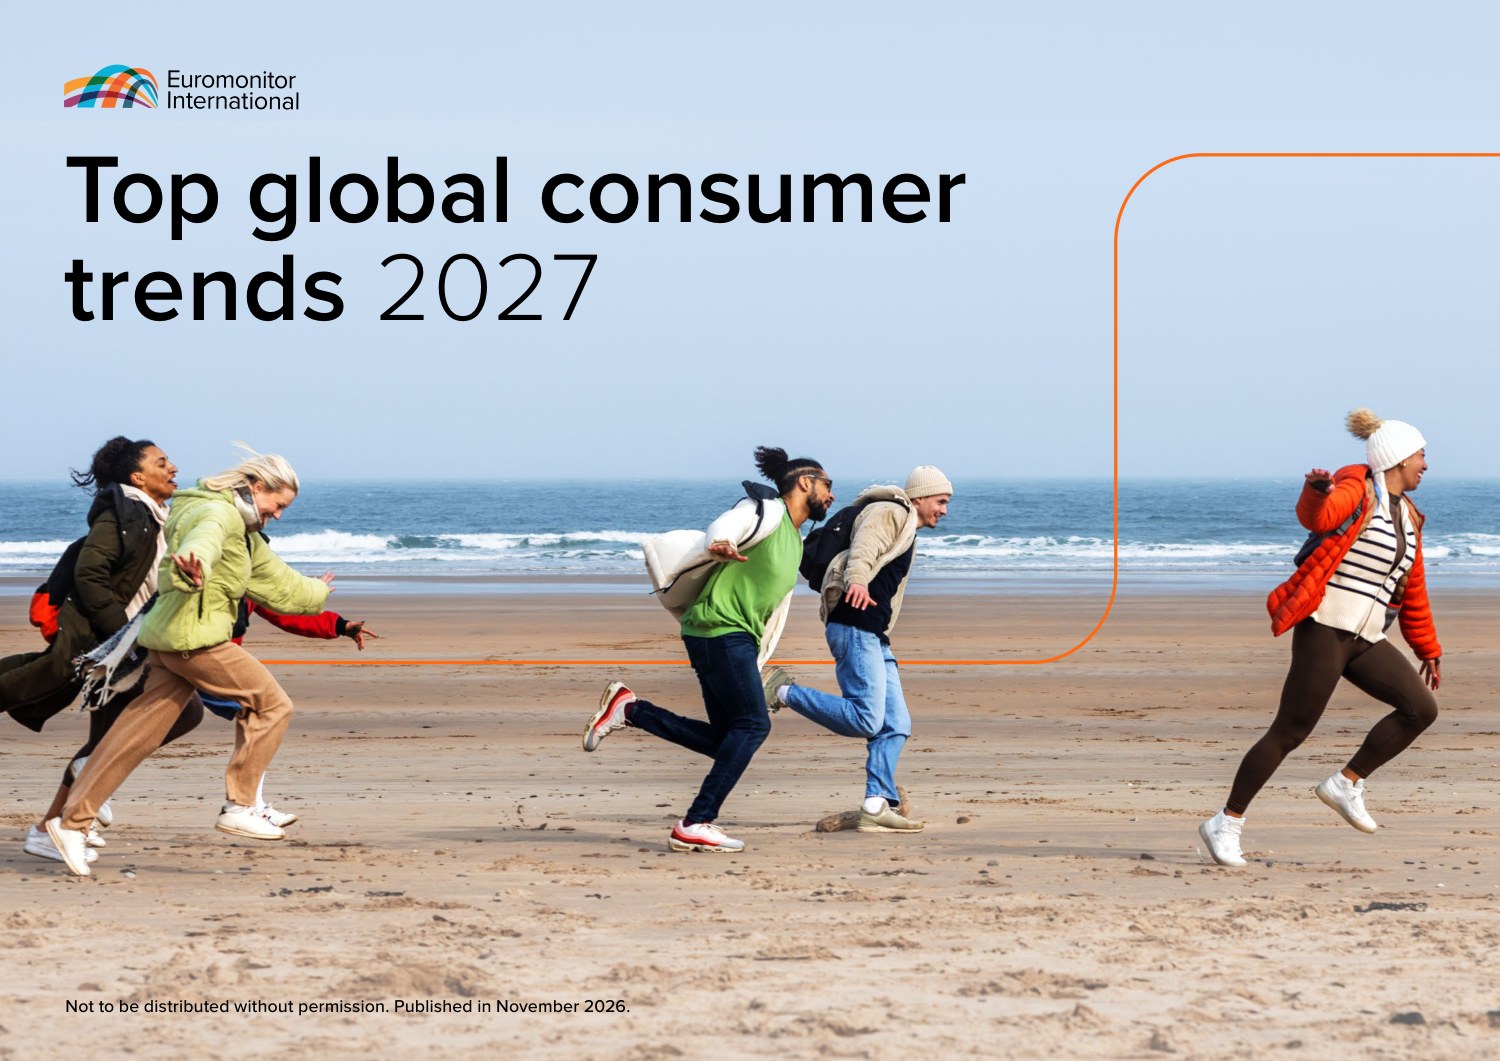 Euromonitor
International
Top global consumer
trends 2027
Not to be distributed without permission. Published in November 2026.